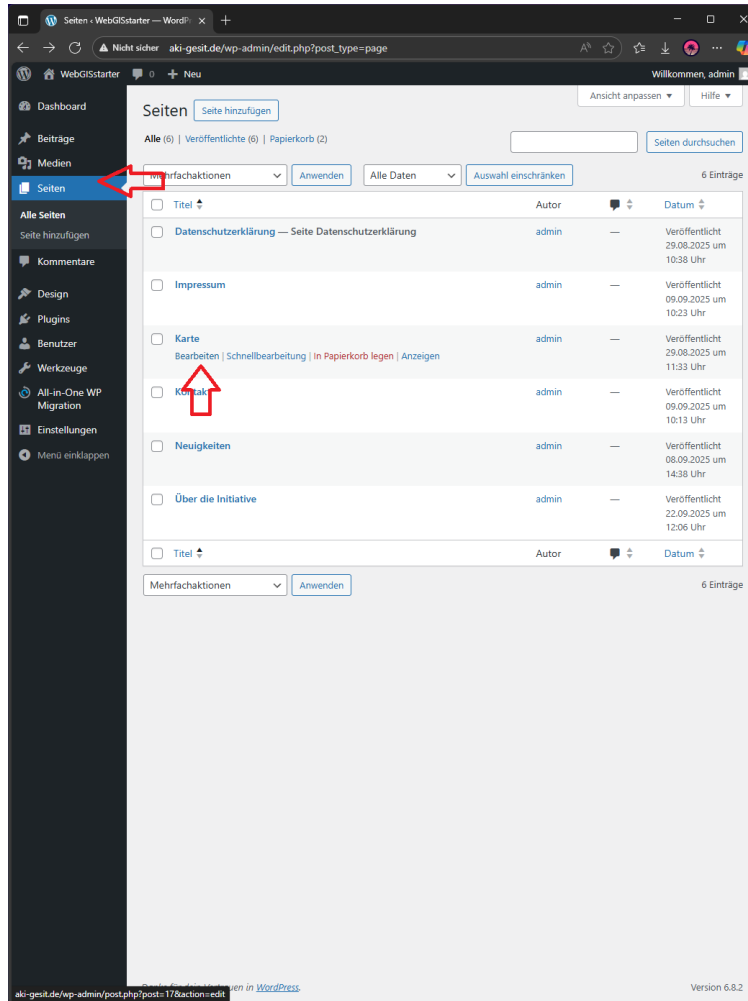 Seiten ‹ WebGISstarter — WordPr
Nicht sicher aki-gesit.de/wp-admin/edit.php?post_type=page
WebGISstarter 0 + Neu Willkommen, admin
Ansicht anpassen ▼ Hilfe ▼
Dashboard
Beiträge
Medien
Seiten
Alle Seiten
Seite hinzufügen
Kommentare
Design
Plugins
Benutzer
Werkzeuge
All-in-One WP
Migration
Einstellungen
Menü einklappen
Seiten Seite hinzufügen
Alle (6) | Veröffentlichte (6) | Papierkorb (2)
Seiten durchsuchen
Mehrfachaktionen Anwenden Alle Daten Auswahl einschränken 6 Einträge
Titel Autor Datum
Datenschutzerklärung — Seite Datenschutzerklärung admin — Veröffentlicht
29.08.2025 um
10:38 Uhr
Impressum admin — Veröffentlicht
09.09.2025 um
10:23 Uhr
Karte admin — Veröffentlicht
29.08.2025 um
11:33 Uhr
Bearbeiten | Schnellbearbeitung | In Papierkorb legen | Anzeigen
Kontakt admin — Veröffentlicht
09.09.2025 um
10:13 Uhr
Neuigkeiten admin — Veröffentlicht
08.09.2025 um
14:38 Uhr
Über die Initiative admin — Veröffentlicht
22.09.2025 um
12:06 Uhr
Titel Autor Datum
Mehrfachaktionen Anwenden 6 Einträge
en in WordPress.
Version 6.8.2
aki-gesit.de/wp-admin/post.php?post=17&action=edit